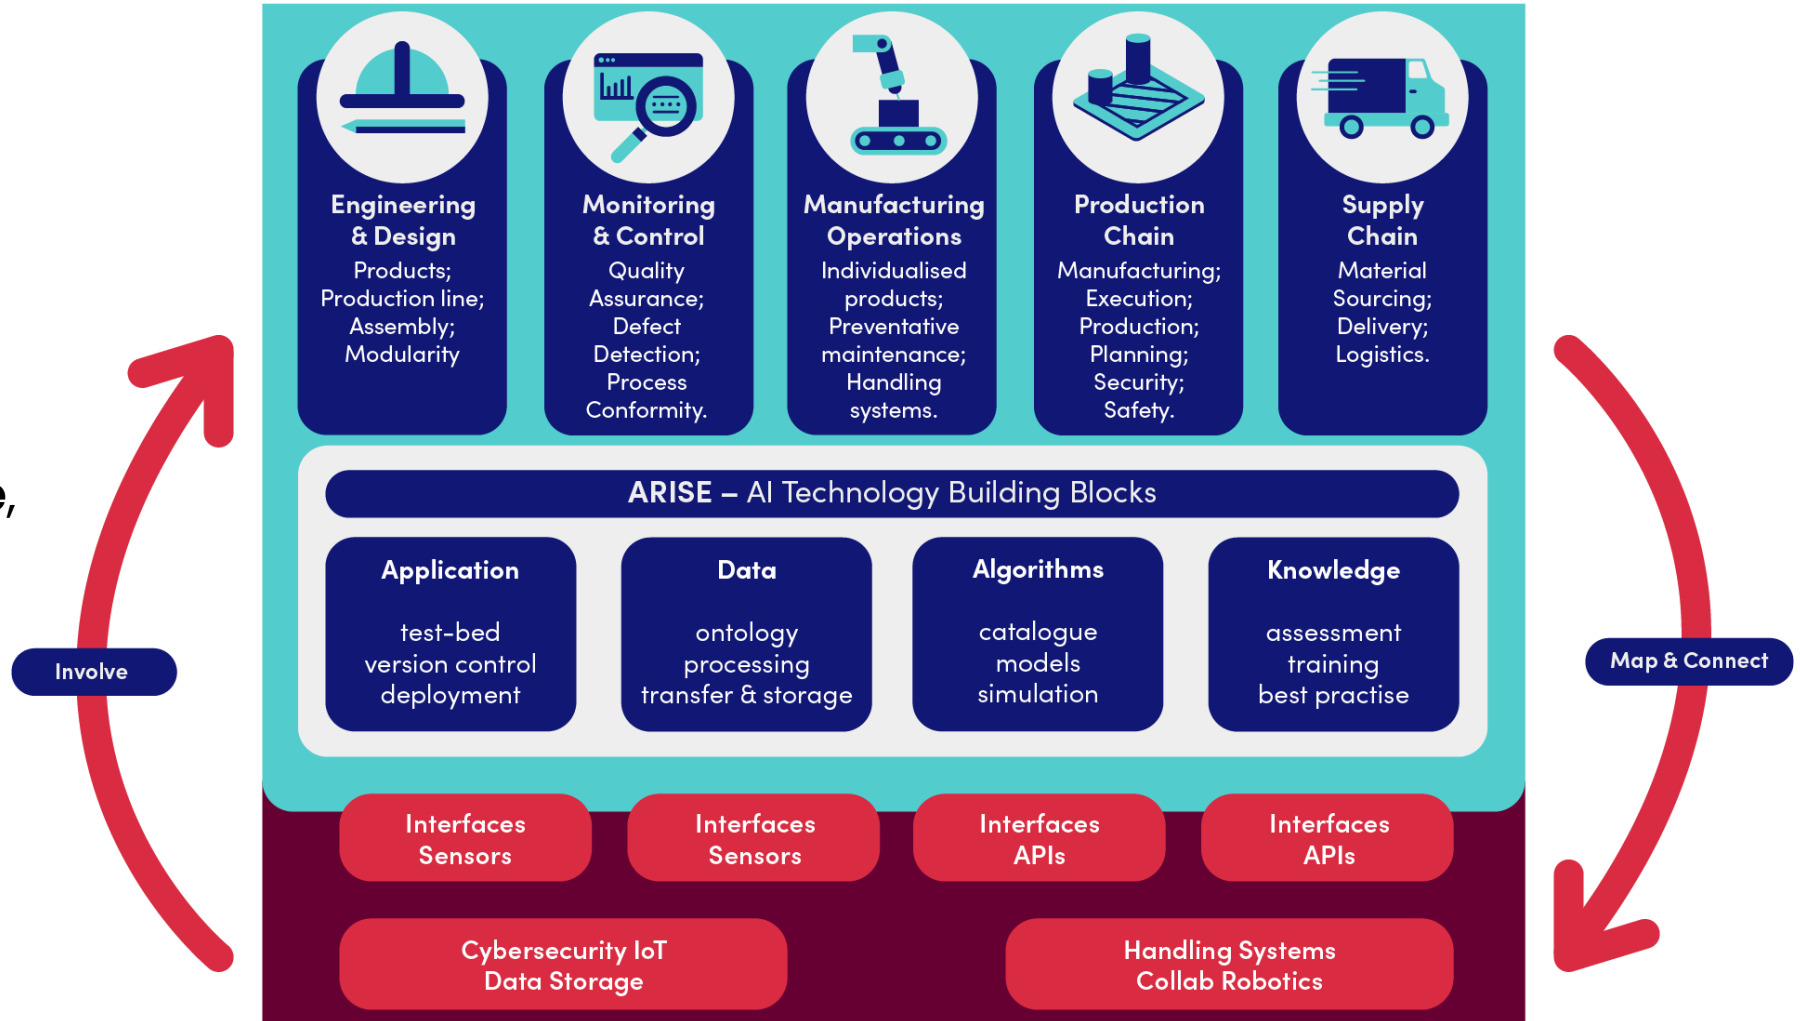 Engineering
& Design
Products;
Production line;
Assembly;
Modularity
Monitoring
& Control
Quality
Assurance;
Defect
Detection;
Process
Conformity.
Manufacturing
Operations
Individualised
products;
Preventative
maintenance;
Handling
systems.
Production
Chain
Manufacturing;
Execution;
Production;
Planning;
Security;
Safety.
Supply
Chain
Material
Sourcing;
Delivery;
Logistics.
ARISE – AI Technology Building Blocks
Application
test-bed
version control
deployment
Data
ontology
processing
transfer & storage
Algorithms
catalogue
models
simulation
Knowledge
assessment
training
best practise
Involve
Map & Connect
Interfaces
Sensors
Interfaces
Sensors
Interfaces
APIs
Interfaces
APIs
Cybersecurity IoT
Data Storage
Handling Systems
Collab Robotics